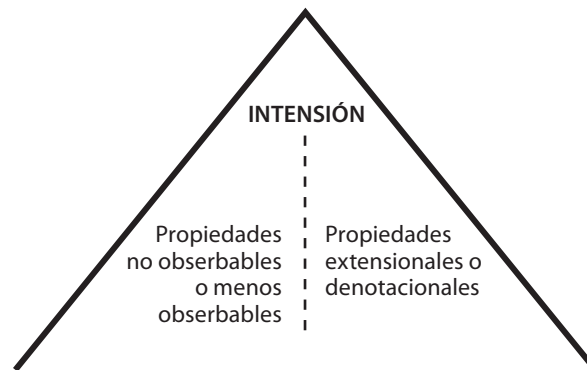 INTENSIÓN
Propiedades
no obserbables
o menos
obserbables
Propiedades
extensionales o
denotacionales